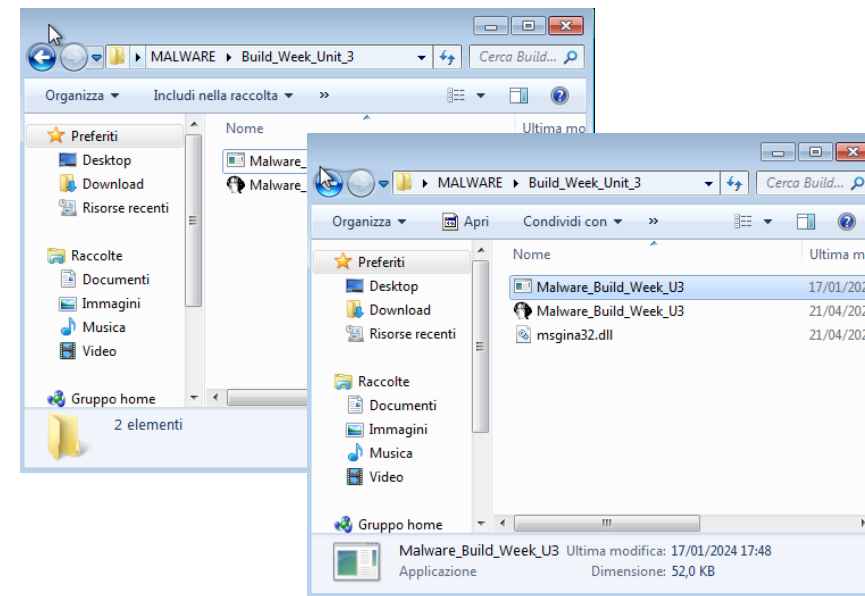 MALWARE Build_Week_Unit_3
Cerca Build...
Organizza Includi nella raccolta »
Preferiti
Desktop
Download
Risorse recenti
Raccolte
Documenti
Immagini
Musica
Video
Gruppo home
Nome Ultima mo
Malware_
Malware_
2 elementi
MALWARE Build_Week_Unit_3
Cerca Build...
Organizza Apri Condividi con »
Preferiti
Desktop
Download
Risorse recenti
Raccolte
Documenti
Immagini
Musica
Video
Gruppo home
Nome Ultima m
Malware_Build_Week_U3 17/01/202
Malware_Build_Week_U3 21/04/202
msgina32.dll 21/04/202
Malware_Build_Week_U3 Ultima modifica: 17/01/2024 17:48
Applicazione Dimensione: 52,0 KB